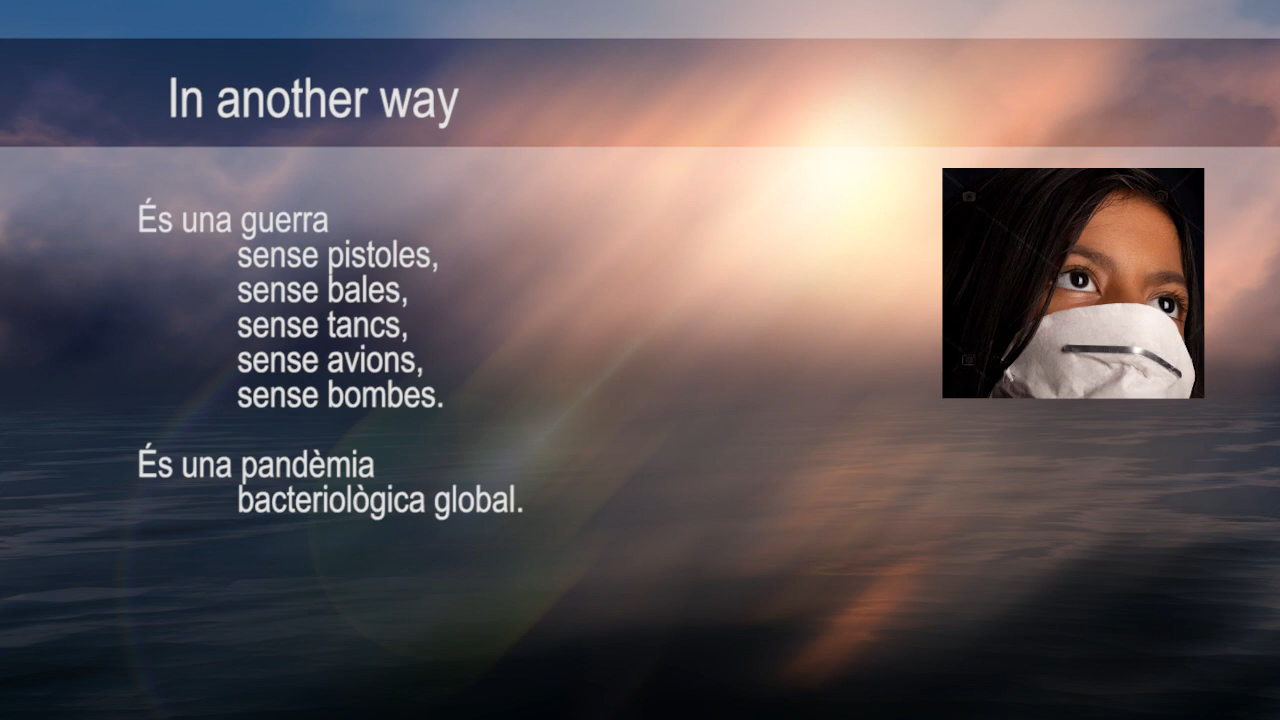 In another way
És una guerra
sense pistoles,
sense bales,
sense tancs,
sense avions,
sense bombes.
És una pandèmia
bacteriològica global.